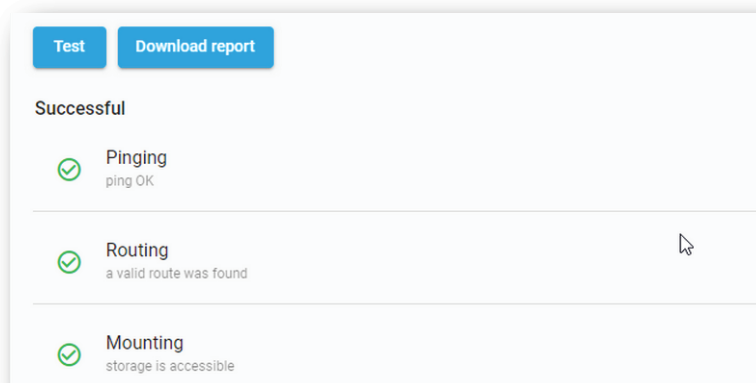 Test
Download report
Successful
Pinging
ping OK
Routing
a valid route was found
Mounting
storage is accessible